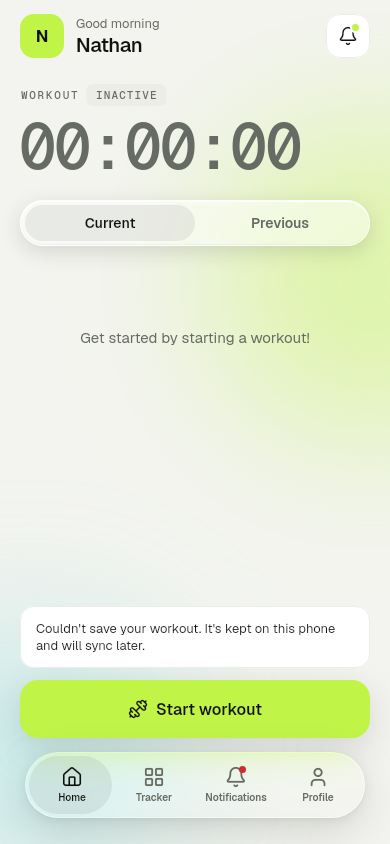 N
Good morning
Nathan
WORKOUT INACTIVE
00:00:00
Current Previous
Get started by starting a workout!
Couldn't save your workout. It's kept on this phone
and will sync later.
Start workout
Home Tracker Notifications Profile